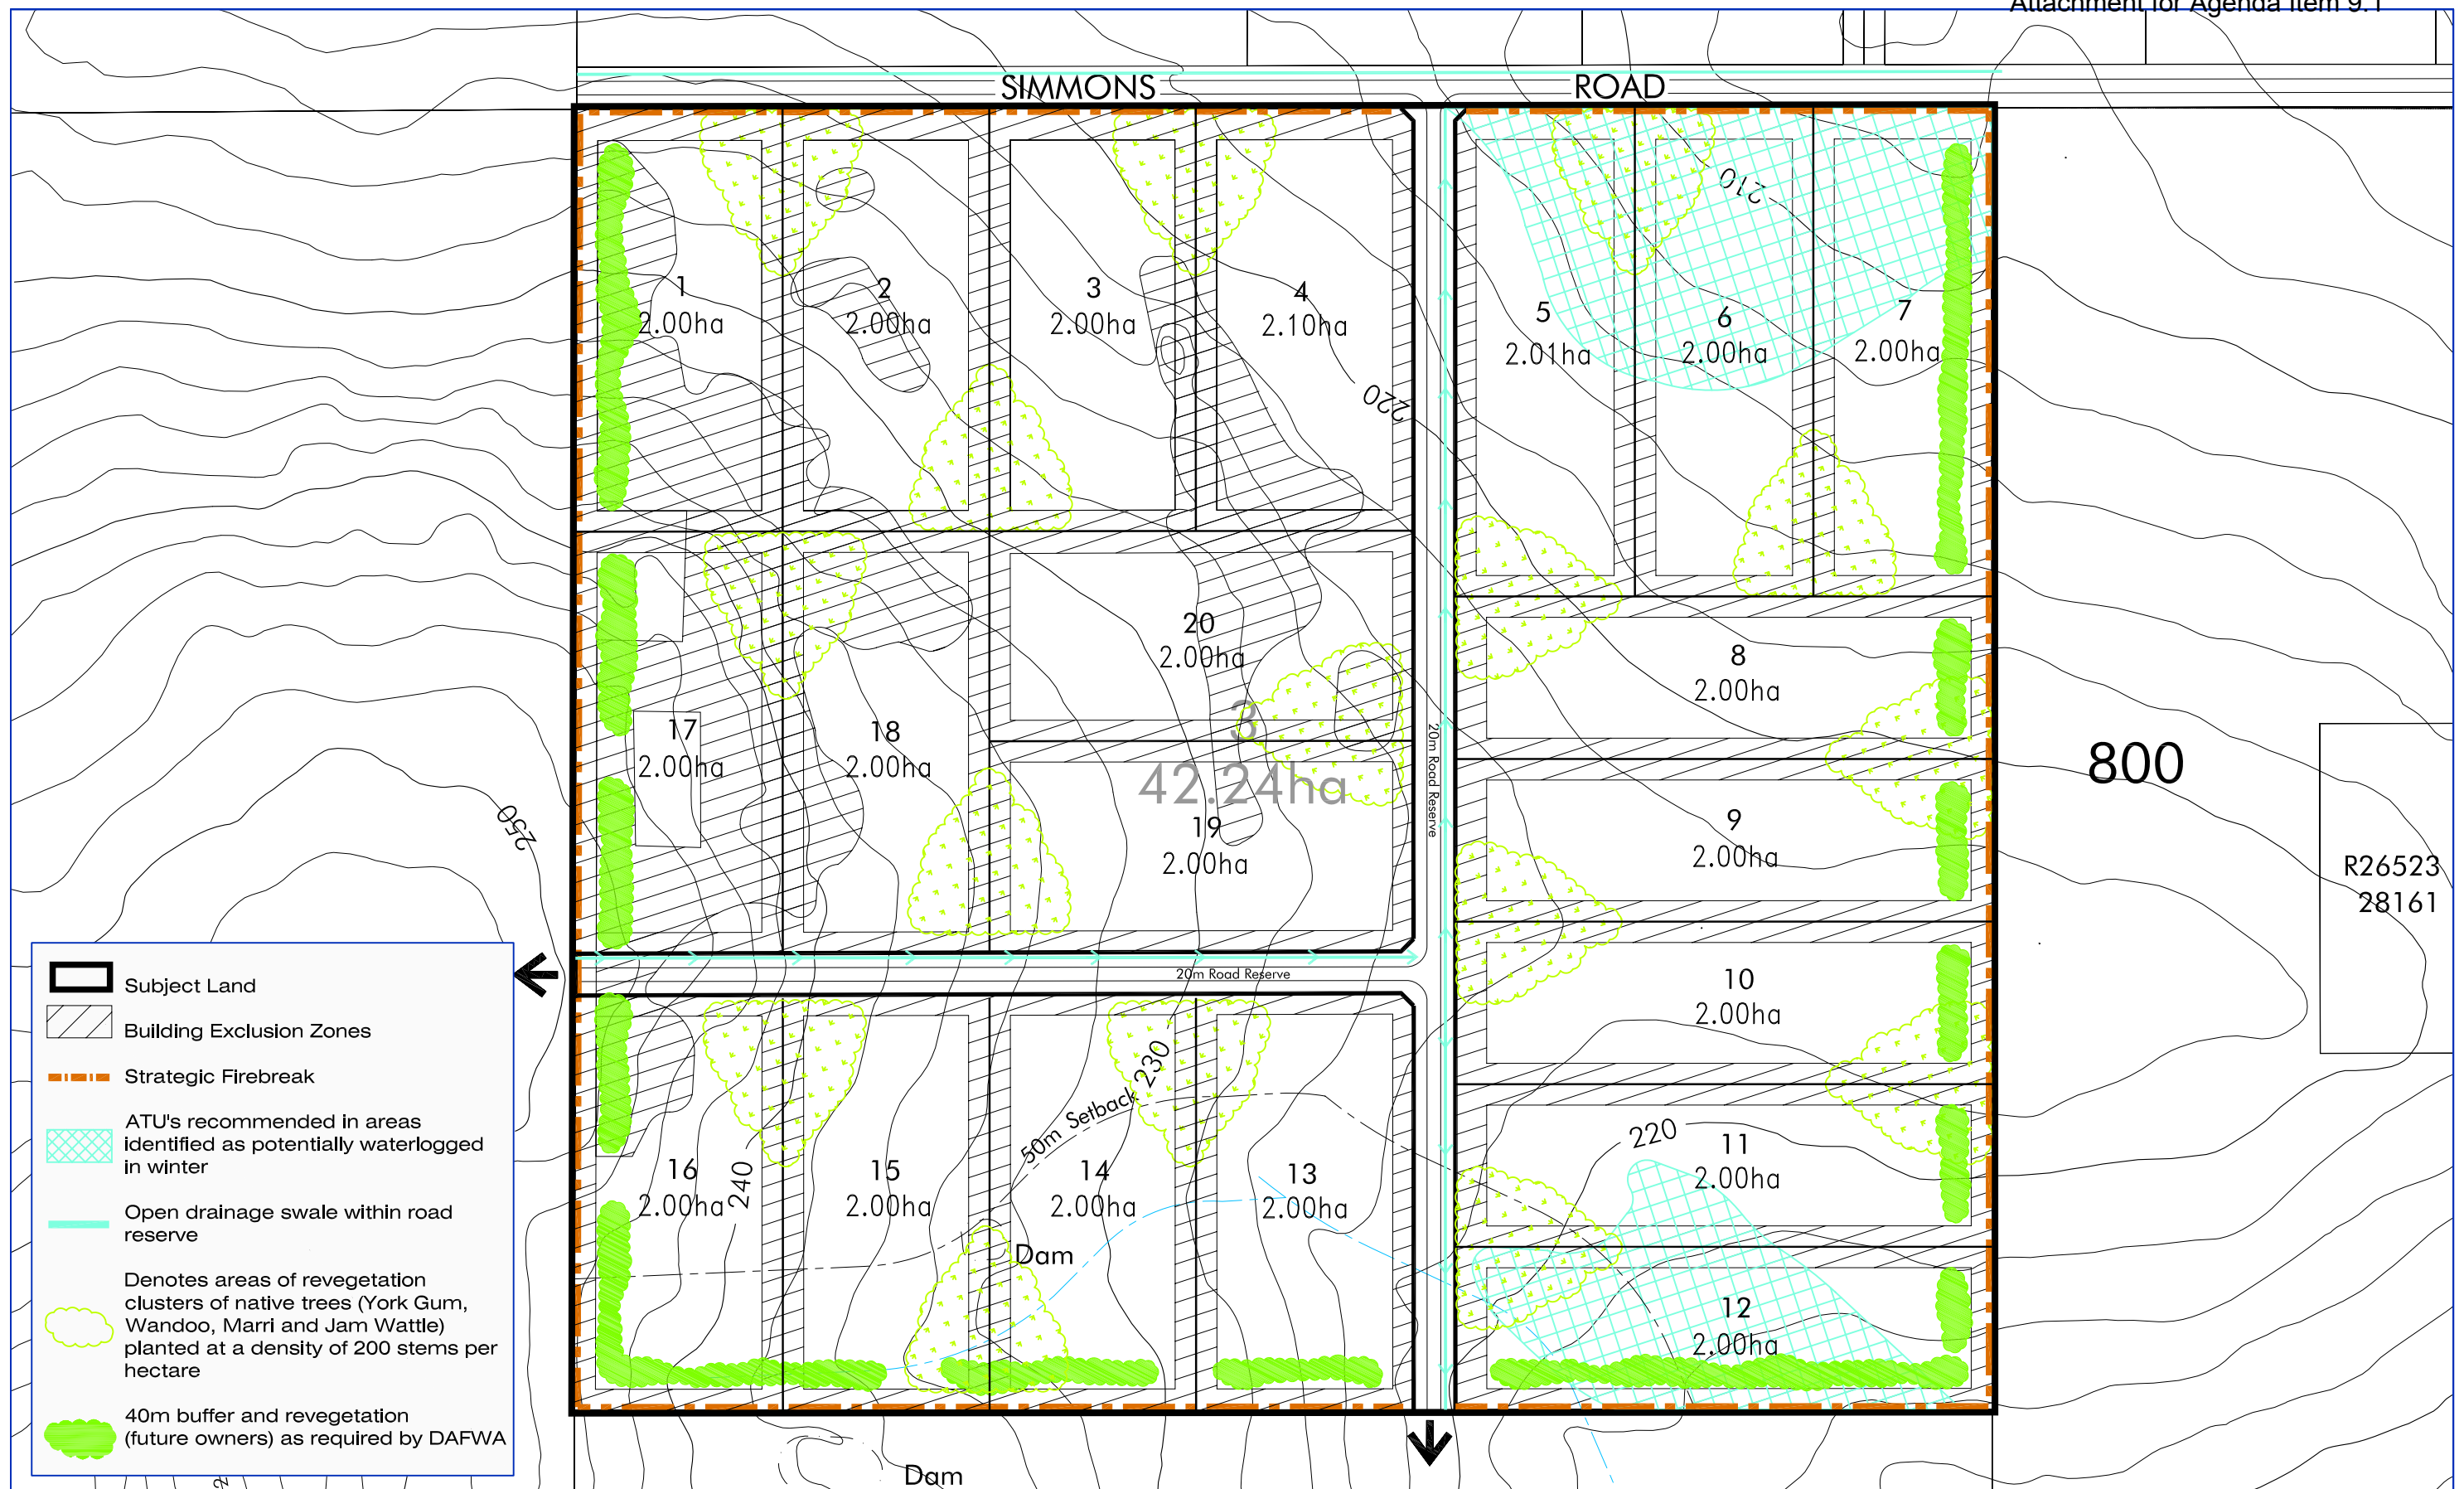 Attachment for Agenda Item 9.1
SIMMONS ROAD
1
2.00ha
2
2.00ha
3
2.00ha
4
2.10ha
5
2.01ha
6
2.00ha
7
2.00ha
210
220
20
2.00ha
3
42.24ha
17
2.00ha
18
2.00ha
19
2.00ha
20m Road Reserve
8
2.00ha
9
2.00ha
10
2.00ha
800
R26523
28161
250
20m Road Reserve
16
2.00ha
240
15
2.00ha
50m Setback
230
14
2.00ha
13
2.00ha
Dam
220
11
2.00ha
12
2.00ha
Dam
Subject Land
Building Exclusion Zones
Strategic Firebreak
ATU's recommended in areas
identified as potentially waterlogged
in winter
Open drainage swale within road
reserve
Denotes areas of revegetation
clusters of native trees (York Gum,
Wandoo, Marri and Jam Wattle)
planted at a density of 200 stems per
hectare
40m buffer and revegetation
(future owners) as required by DAFWA